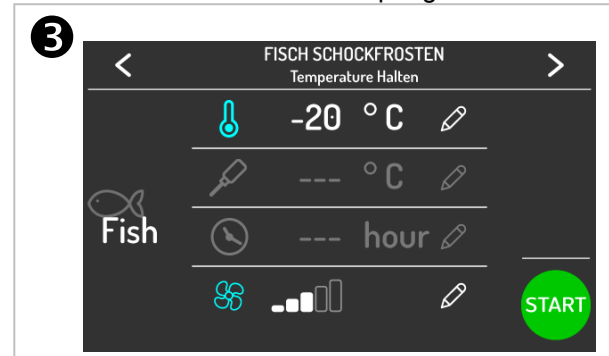 ❸
< FISCH SCHOCKFROSTEN >
Temperature Halten
-20 °C
--- °C
Fish
--- hour
START